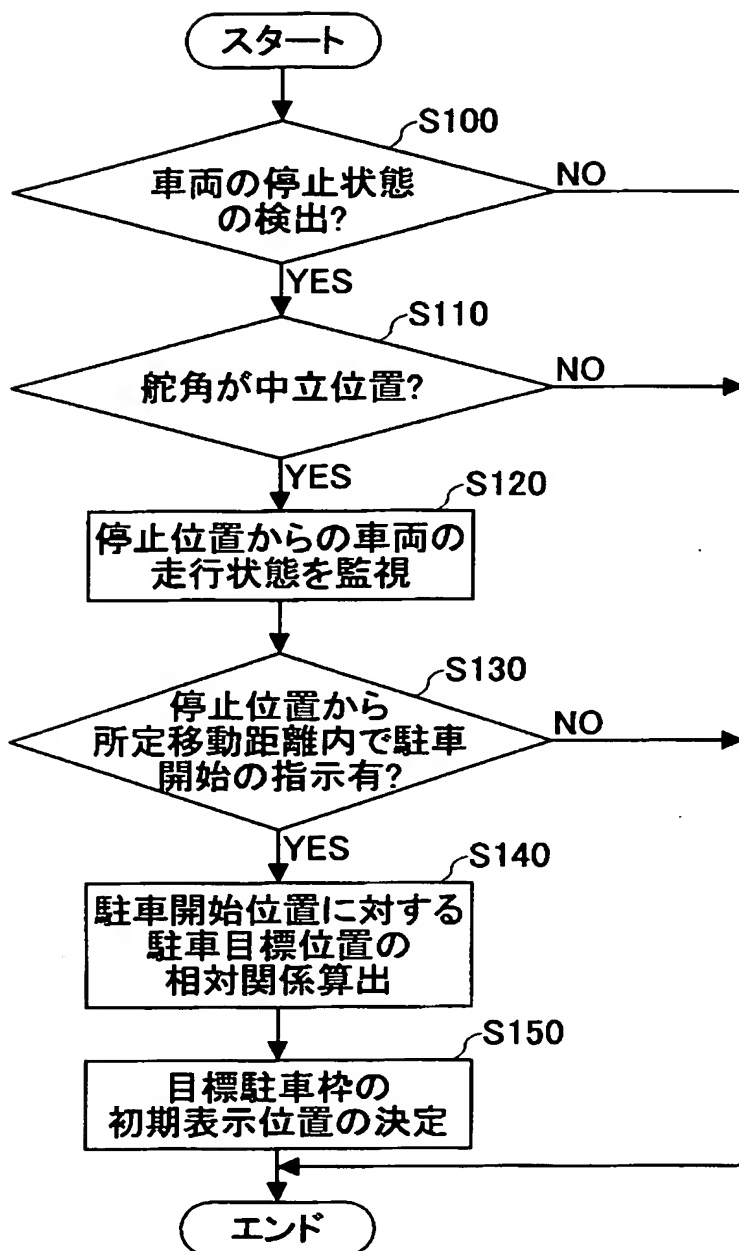 スタート
S100
車両の停止状態
の検出?
NO
YES
S110
舵角が中立位置?
NO
YES
S120
停止位置からの車両の
走行状態を監視
S130
停止位置から
所定移動距離内で駐車
開始の指示有?
NO
YES
S140
駐車開始位置に対する
駐車目標位置の
相対関係算出
S150
目標駐車枠の
初期表示位置の決定
エンド